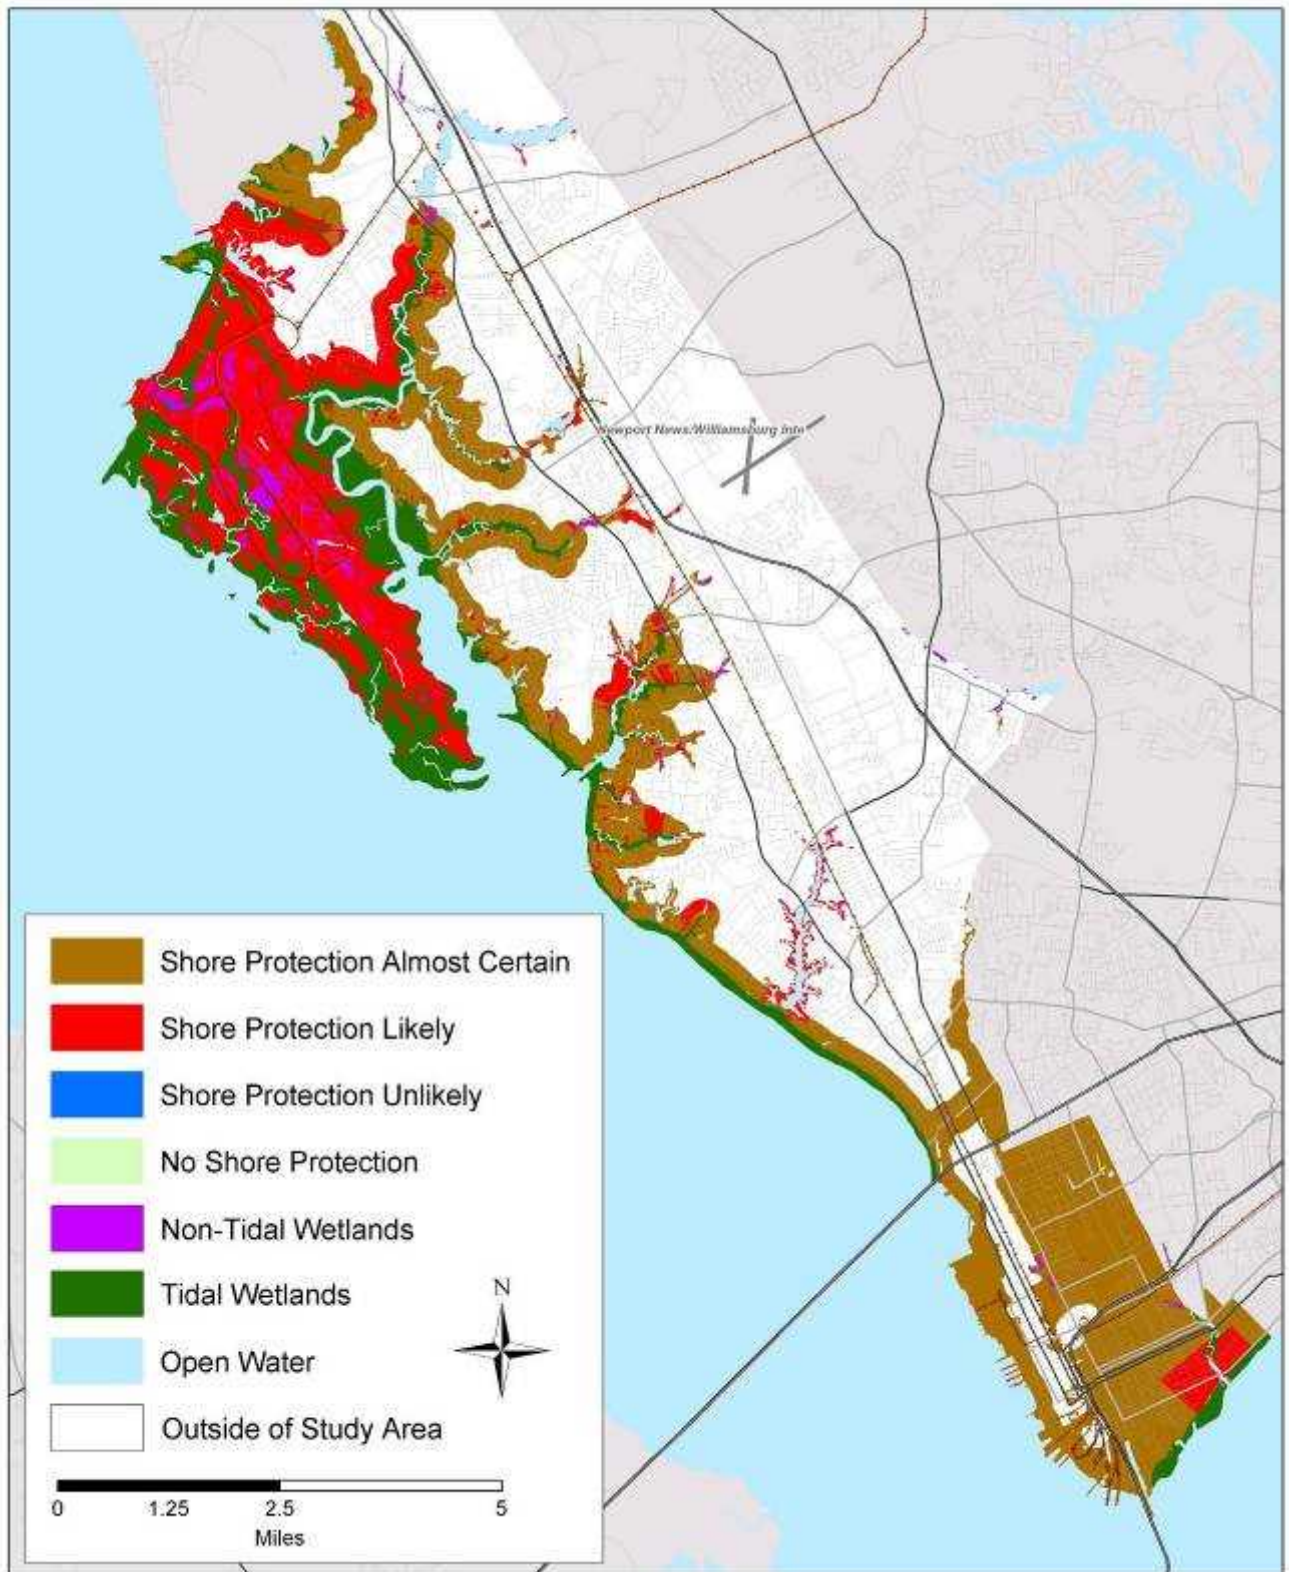 Newport News/Williamsburg Inte
Shore Protection Almost Certain
Shore Protection Likely
Shore Protection Unlikely
No Shore Protection
Non-Tidal Wetlands
Tidal Wetlands
Open Water
Outside of Study Area
N
0 1.25 2.5 5
Miles